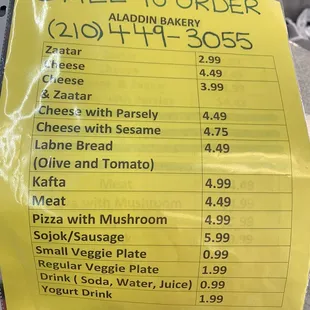 TO ORDER
ALADDIN BAKERY
(210) 449-3055
Zaatar 2.99
Cheese 4.49
Cheese 3.99
& Zaatar
Cheese with Parsely 4.49
Cheese with Sesame 4.75
Labne Bread 4.49
(Olive and Tomato)
Kafta 4.99
Meat 4.49
Pizza with Mushroom 4.99
Sojok/Sausage 5.99
Small Veggie Plate 0.99
Regular Veggie Plate 1.99
Drink ( Soda, Water, Juice) 0.99
Yogurt Drink 1.99